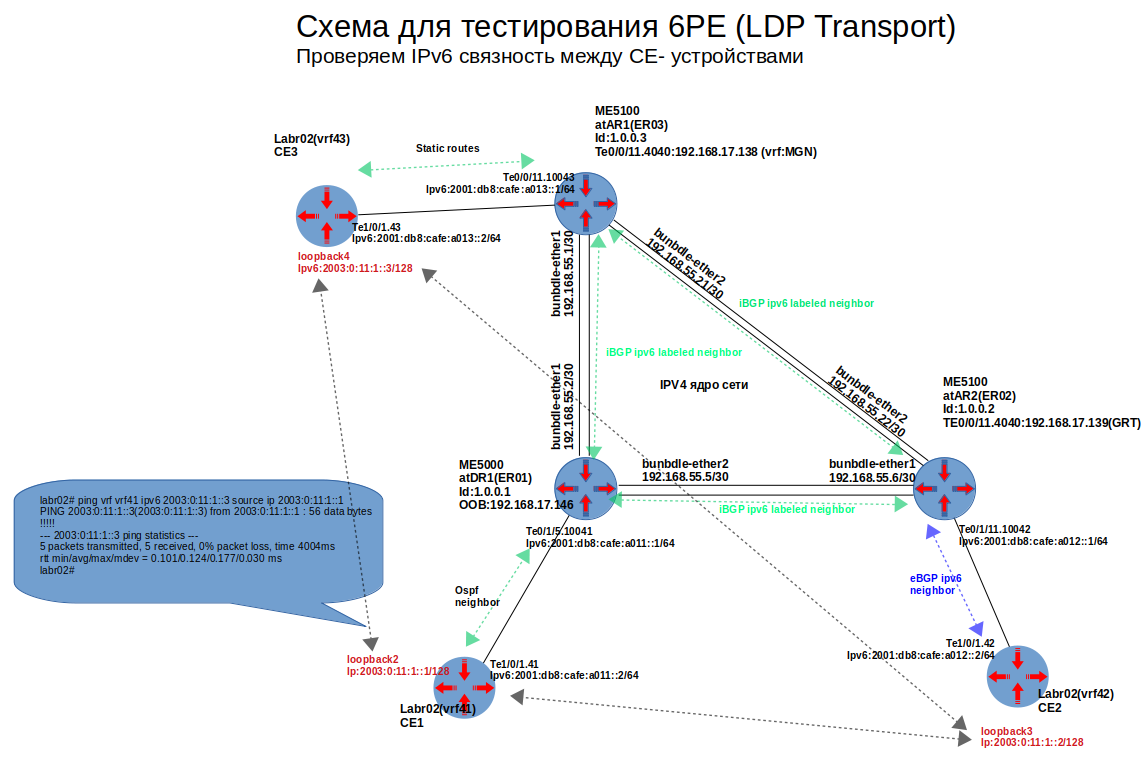 Схема для тестирования 6PE (LDP Transport)
Проверяем IPv6 связность между CE- устройствами
ME5100
atAR1(ER03)
Id:1.0.0.3
Te0/0/11.4040:192.168.17.138 (vrf:MGN)
Labr02(vrf43)
CE3
Static routes
Te0/0/11.10043
Ipv6:2001:db8:cafe:a013::1/64
Te1/0/1.43
Ipv6:2001:db8:cafe:a013::2/64
loopback4
Ipv6:2003:0:11:1::3/128
bunbdle-ether1
192.168.55.1/30
bunbdle-ether2
192.168.55.21/30
iBGP ipv6 labeled neighbor
iBGP ipv6 labeled neighbor
IPV4 ядро сети
bunbdle-ether1
192.168.55.2/30
bunbdle-ether2
192.168.55.22/30
ME5100
atAR2(ER02)
Id:1.0.0.2
TE0/0/11.4040:192.168.17.139(GRT)
ME5000
atDR1(ER01)
Id:1.0.0.1
OOB:192.168.17.146
bunbdle-ether2
192.168.55.5/30
bunbdle-ether1
192.168.55.6/30
iBGP ipv6 labeled neighbor
labr02# ping vrf vrf41 ipv6 2003:0:11:1::3 source ip 2003:0:11:1::1
PING 2003:0:11:1::3(2003:0:11:1::3) from 2003:0:11:1::1 : 56 data bytes
!!!!!
--- 2003:0:11:1::3 ping statistics ---
5 packets transmitted, 5 received, 0% packet loss, time 4004ms
rtt min/avg/max/mdev = 0.101/0.124/0.177/0.030 ms
labr02#
Te0/1/5.10041
Ipv6:2001:db8:cafe:a011::1/64
Te0/1/11.10042
Ipv6:2001:db8:cafe:a012::1/64
Ospf
neighbor
eBGP ipv6
neighbor
Te1/0/1.42
Ipv6:2001:db8:cafe:a012::2/64
loopback2
Ip:2003:0:11:1::1/128
Te1/0/1.41
Ipv6:2001:db8:cafe:a011::2/64
Labr02(vrf41)
CE1
Labr02(vrf42)
CE2
loopback3
Ip:2003:0:11:1::2/128